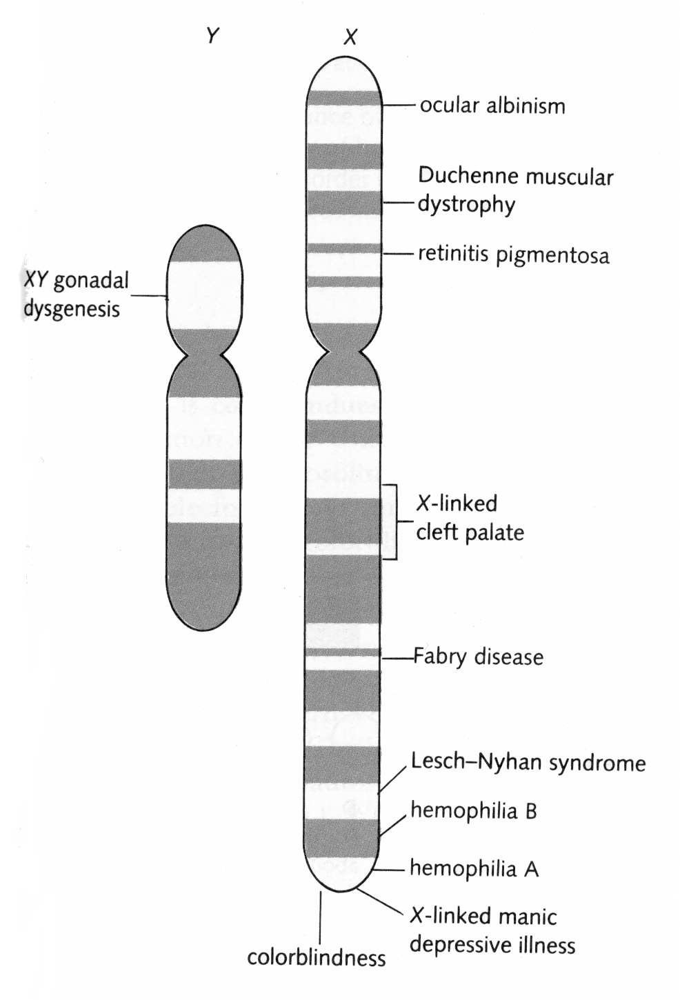 Y
X
ocular albinism
Duchenne muscular
dystrophy
retinitis pigmentosa
XY gonadal
dysgenesis
X-linked
cleft palate
Fabry disease
Lesch–Nyhan syndrome
hemophilia B
hemophilia A
X-linked manic
depressive illness
colorblindness